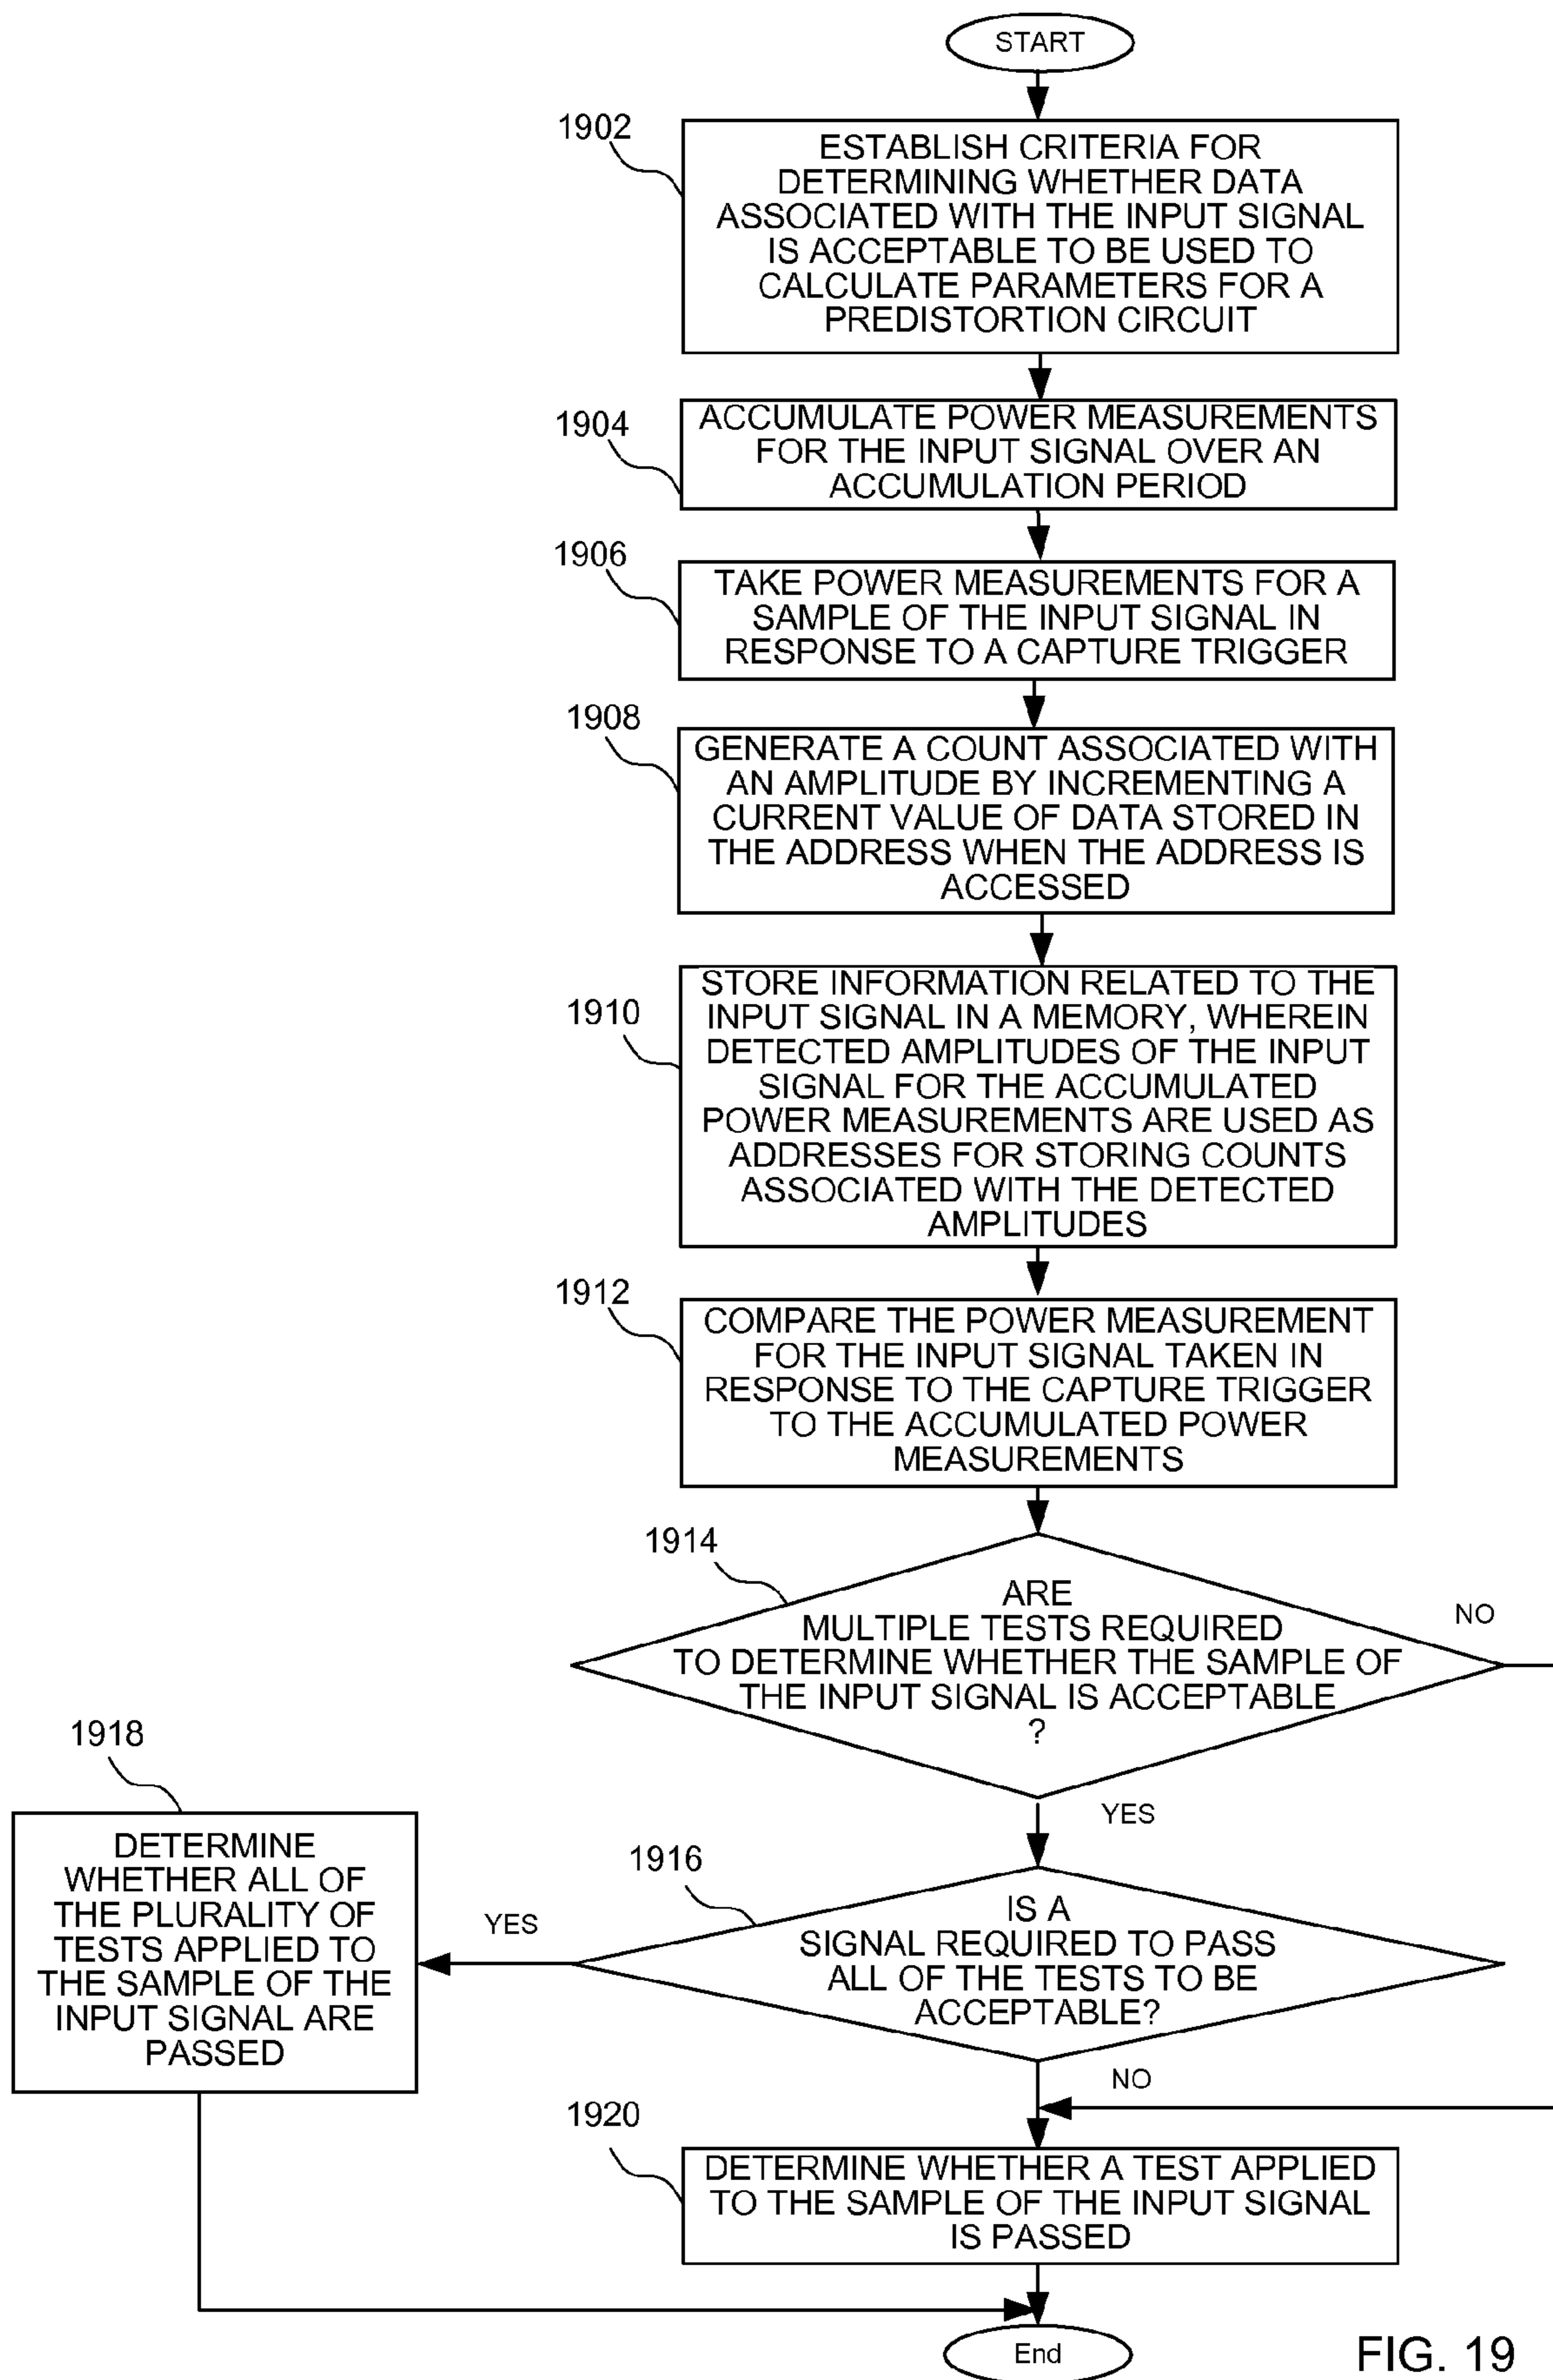 START
1902
ESTABLISH CRITERIA FOR
DETERMINING WHETHER DATA
ASSOCIATED WITH THE INPUT SIGNAL
IS ACCEPTABLE TO BE USED TO
CALCULATE PARAMETERS FOR A
PREDISTORTION CIRCUIT
1904
ACCUMULATE POWER MEASUREMENTS
FOR THE INPUT SIGNAL OVER AN
ACCUMULATION PERIOD
1906
TAKE POWER MEASUREMENTS FOR A
SAMPLE OF THE INPUT SIGNAL IN
RESPONSE TO A CAPTURE TRIGGER
1908
GENERATE A COUNT ASSOCIATED WITH
AN AMPLITUDE BY INCREMENTING A
CURRENT VALUE OF DATA STORED IN
THE ADDRESS WHEN THE ADDRESS IS
ACCESSED
1910
STORE INFORMATION RELATED TO THE
INPUT SIGNAL IN A MEMORY, WHEREIN
DETECTED AMPLITUDES OF THE INPUT
SIGNAL FOR THE ACCUMULATED
POWER MEASUREMENTS ARE USED AS
ADDRESSES FOR STORING COUNTS
ASSOCIATED WITH THE DETECTED
AMPLITUDES
1912
COMPARE THE POWER MEASUREMENT
FOR THE INPUT SIGNAL TAKEN IN
RESPONSE TO THE CAPTURE TRIGGER
TO THE ACCUMULATED POWER
MEASUREMENTS
1914
ARE
MULTIPLE TESTS REQUIRED
TO DETERMINE WHETHER THE SAMPLE OF
THE INPUT SIGNAL IS ACCEPTABLE
?
NO
YES
1916
IS A
SIGNAL REQUIRED TO PASS
ALL OF THE TESTS TO BE
ACCEPTABLE?
YES
1918
DETERMINE
WHETHER ALL OF
THE PLURALITY OF
TESTS APPLIED TO
THE SAMPLE OF THE
INPUT SIGNAL ARE
PASSED
NO
1920
DETERMINE WHETHER A TEST APPLIED
TO THE SAMPLE OF THE INPUT SIGNAL
IS PASSED
End
FIG. 19